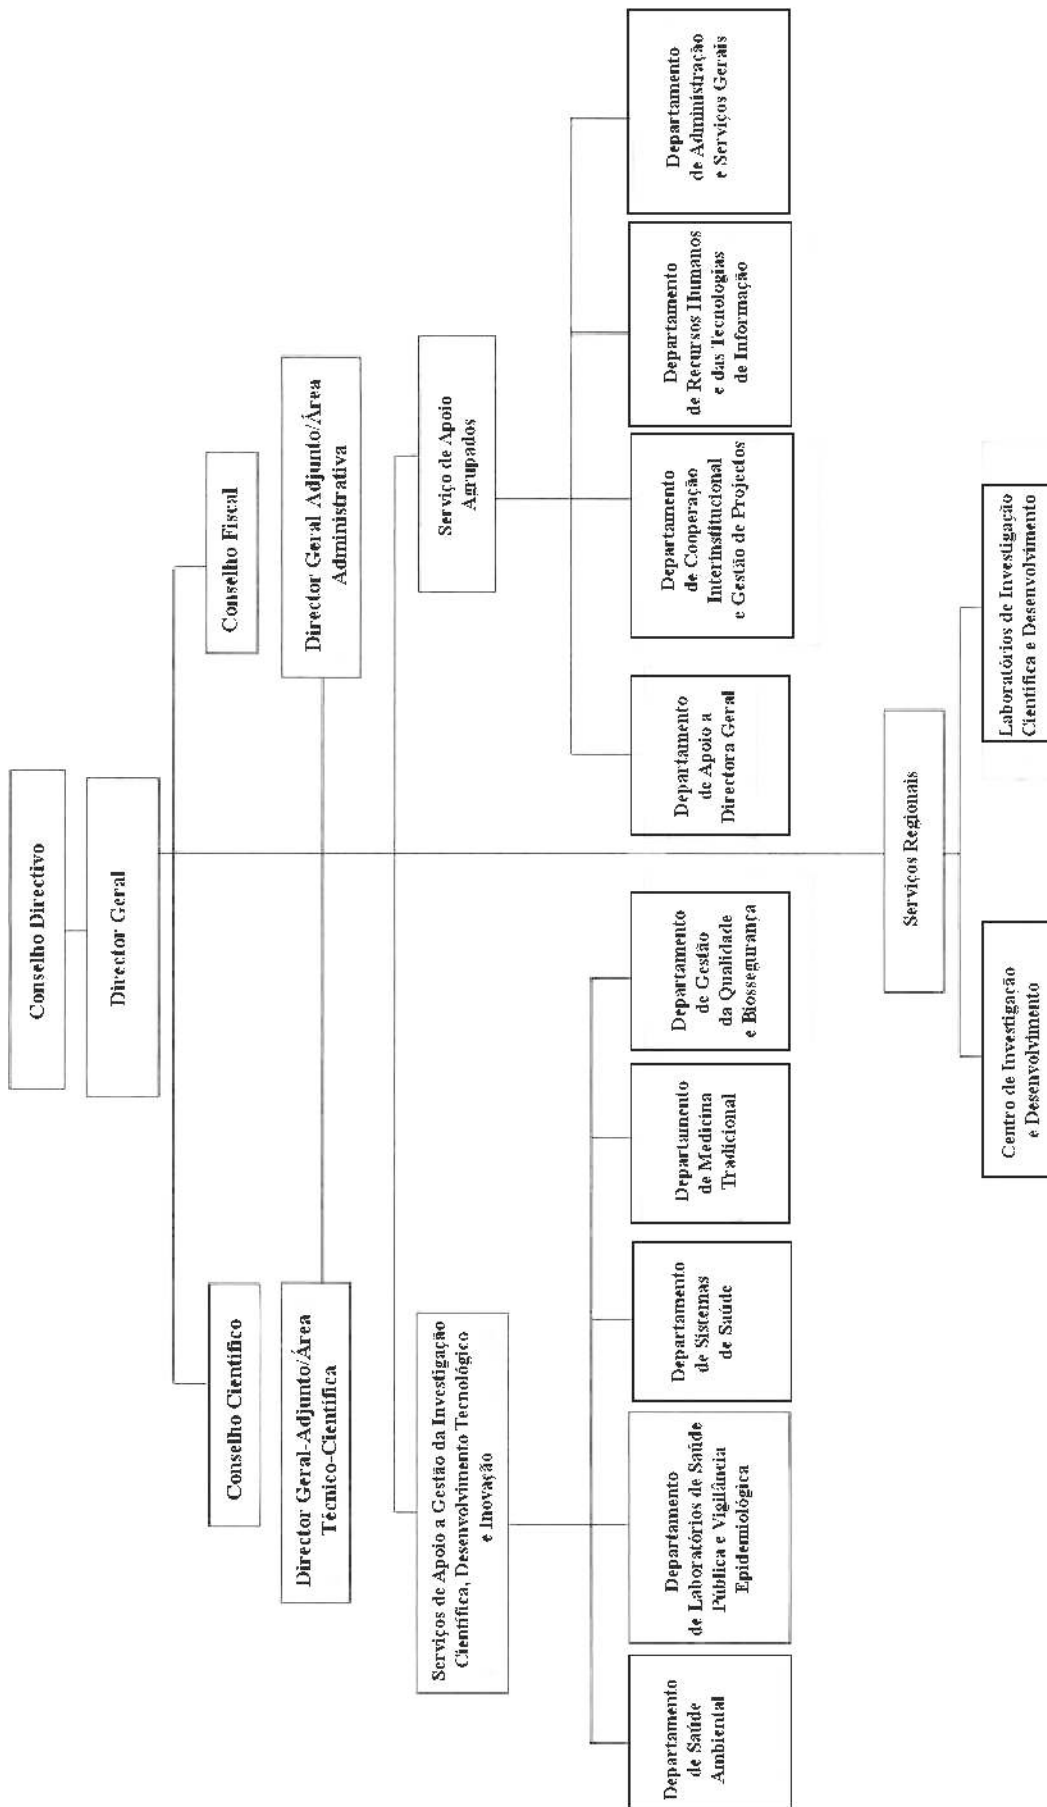 Conselho Directivo
Director Geral
Conselho Científico
Conselho Fiscal
Director Geral-Adjunto/Área
Técnico-Científica
Director Geral Adjunto/Área
Administrativa
Serviços de Apoio a Gestão da Investigação
Científica, Desenvolvimento Tecnológico
e Inovação
Serviço de Apoio
Agrupados
Departamento
de Saúde
Ambiental
Departamento
de Laboratórios de Saúde
Pública e Vigilância
Epidemiológica
Departamento
de Sistemas
de Saúde
Departamento
de Medicina
Tradicional
Departamento
de Gestão
da Qualidade
e Biossegurança
Departamento
de Apoio a
Directora Geral
Departamento
de Cooperação
Interinstitucional
e Gestão de Projectos
Departamento
de Recursos Humanos
e das Tecnologias
de Informação
Departamento
de Administração
e Serviços Gerais
Serviços Regionais
Centro de Investigação
e Desenvolvimento
Laboratórios de Investigação
Científica e Desenvolvimento